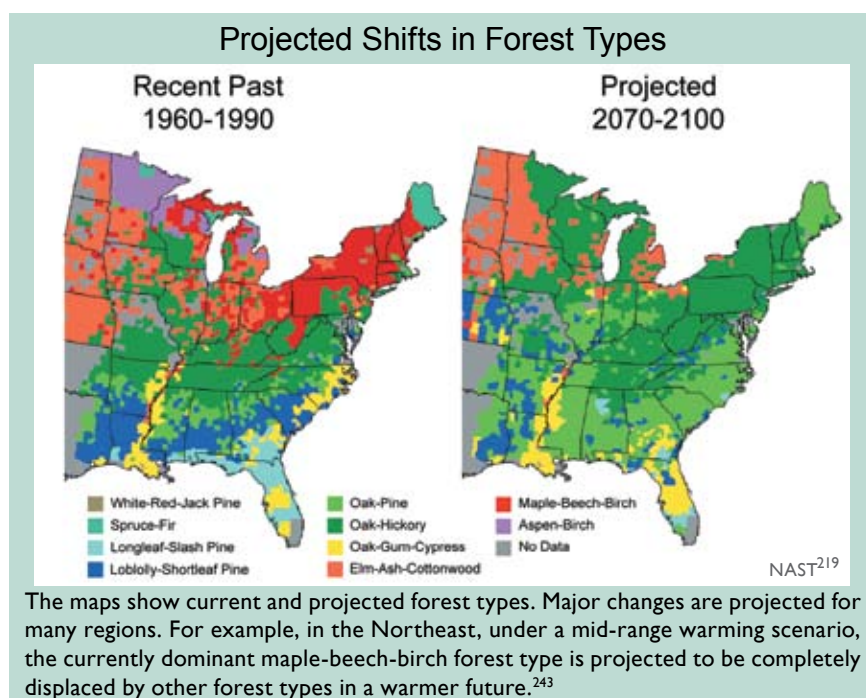 Projected Shifts in Forest Types
Recent Past
1960-1990
Projected
2070-2100
White-Red-Jack Pine
Spruce-Fir
Longleaf-Slash Pine
Loblolly-Shortleaf Pine
Oak-Pine
Oak-Hickory
Oak-Gum-Cypress
Elm-Ash-Cottonwood
Maple-Beech-Birch
Aspen-Birch
No Data
NAST219
The maps show current and projected forest types. Major changes are projected for
many regions. For example, in the Northeast, under a mid-range warming scenario,
the currently dominant maple-beech-birch forest type is projected to be completely
displaced by other forest types in a warmer future.243